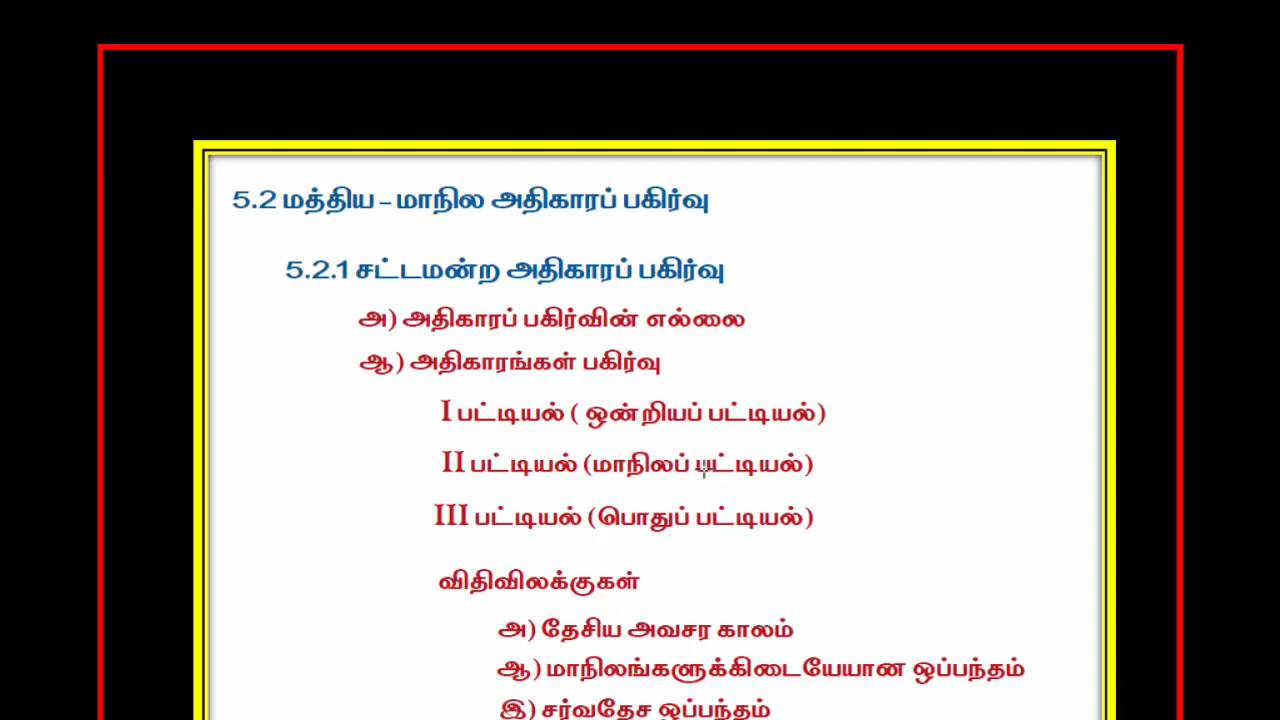 5.2 மத்திய – மாநில அதிகாரப் பகிர்வு
5.2.1 சட்டமன்ற அதிகாரப் பகிர்வு
அ) அதிகாரப் பகிர்வின் எல்லை
ஆ) அதிகாரங்கள் பகிர்வு
I பட்டியல் ( ஒன்றியப் பட்டியல்)
II பட்டியல் (மாநிலப் பட்டியல்)
III பட்டியல் (பொதுப் பட்டியல்)
விதிவிலக்குகள்
அ) தேசிய அவசர காலம்
ஆ) மாநிலங்களுக்கிடையேயான ஒப்பந்தம்
இ) சர்வதேச ஒப்பந்தம்